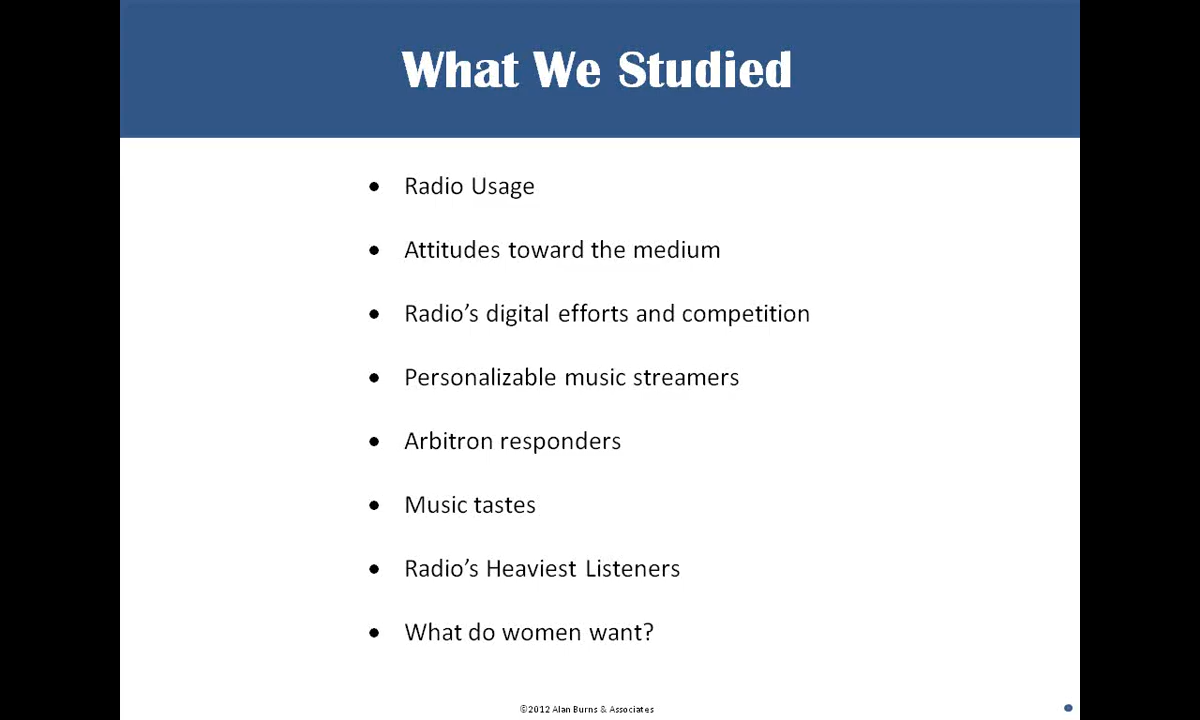 What We Studied
• Radio Usage
• Attitudes toward the medium
• Radio’s digital efforts and competition
• Personalizable music streamers
• Arbitron responders
• Music tastes
• Radio’s Heaviest Listeners
• What do women want?
©2012 Alan Burns & Associates